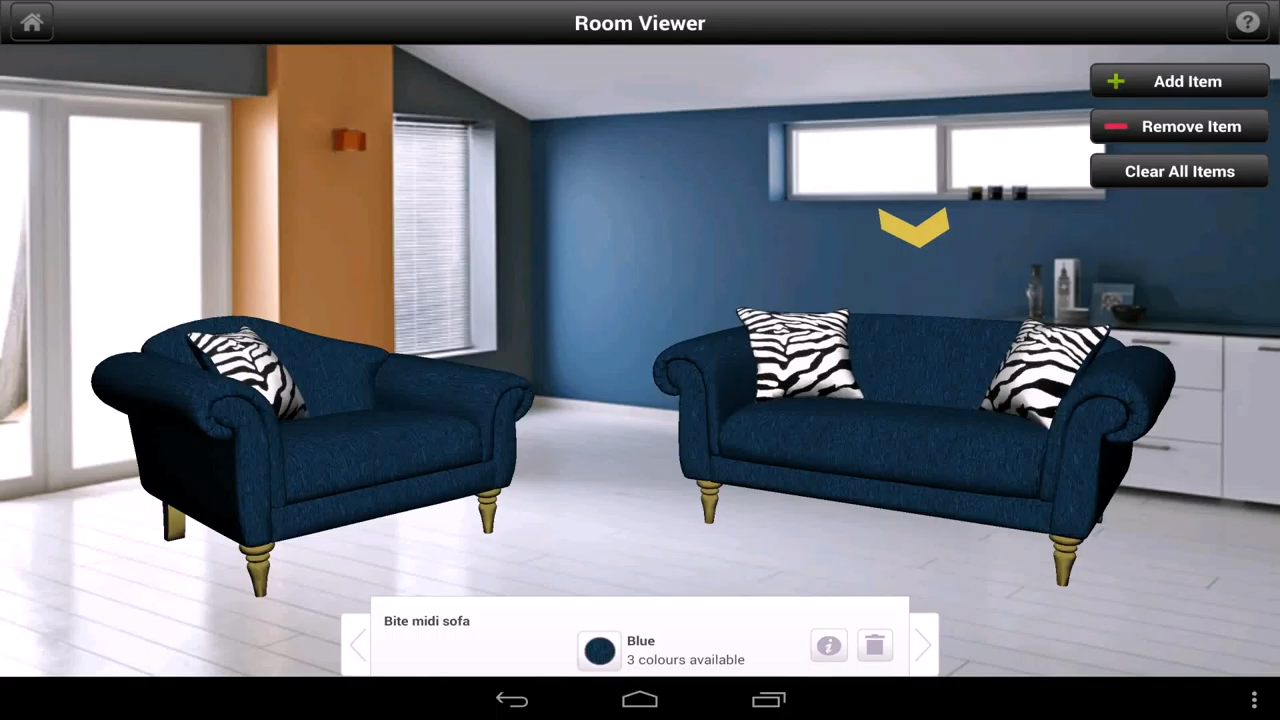 Room Viewer
Add Item
Remove Item
Clear All Items
Bite midi sofa
Blue
3 colours available